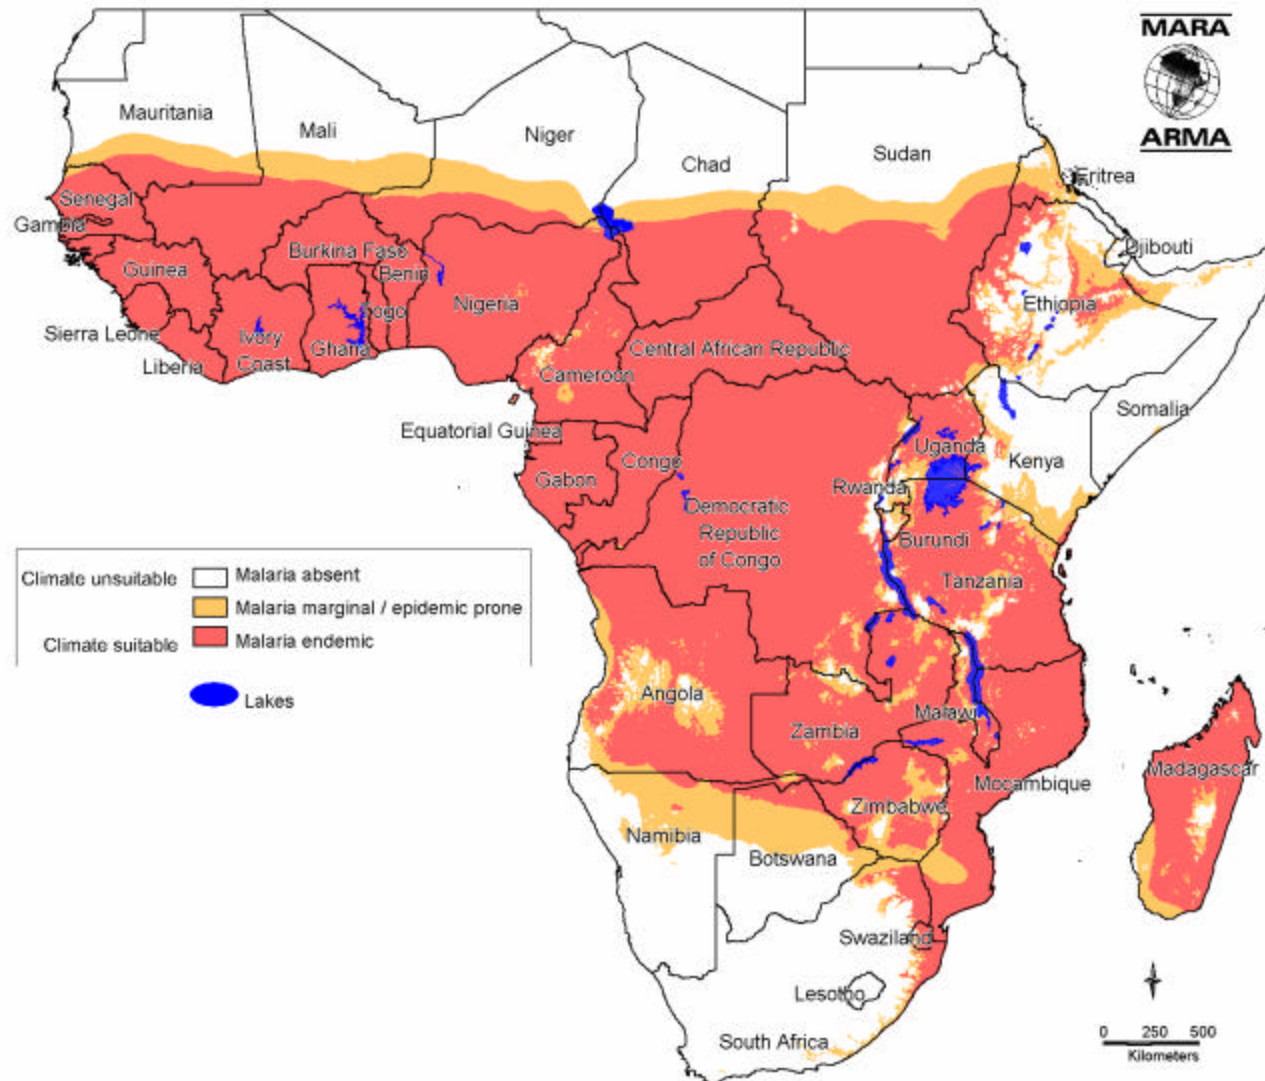 MARA
ARMA
Mauritania
Mali
Niger
Chad
Sudan
Eritrea
Senegal
Gambia
Burkina Faso
Djibouti
Guinea
Benin
Nigeria
Ethiopia
Togo
Sierra Leone
Ivory
Coast
Ghana
Liberia
Central African Republic
Cameroon
Somalia
Equatorial Guinea
Uganda
Kenya
Gabon
Congo
Rwanda
Democratic
Republic
of Congo
Burundi
Tanzania
Climate unsuitable
Malaria absent
Malaria marginal / epidemic prone
Climate suitable
Malaria endemic
Lakes
Angola
Malawi
Zambia
Madagascar
Mocambique
Zimbabwe
Namibia
Botswana
Swaziland
Lesotho
South Africa
0 250 500
Kilometers